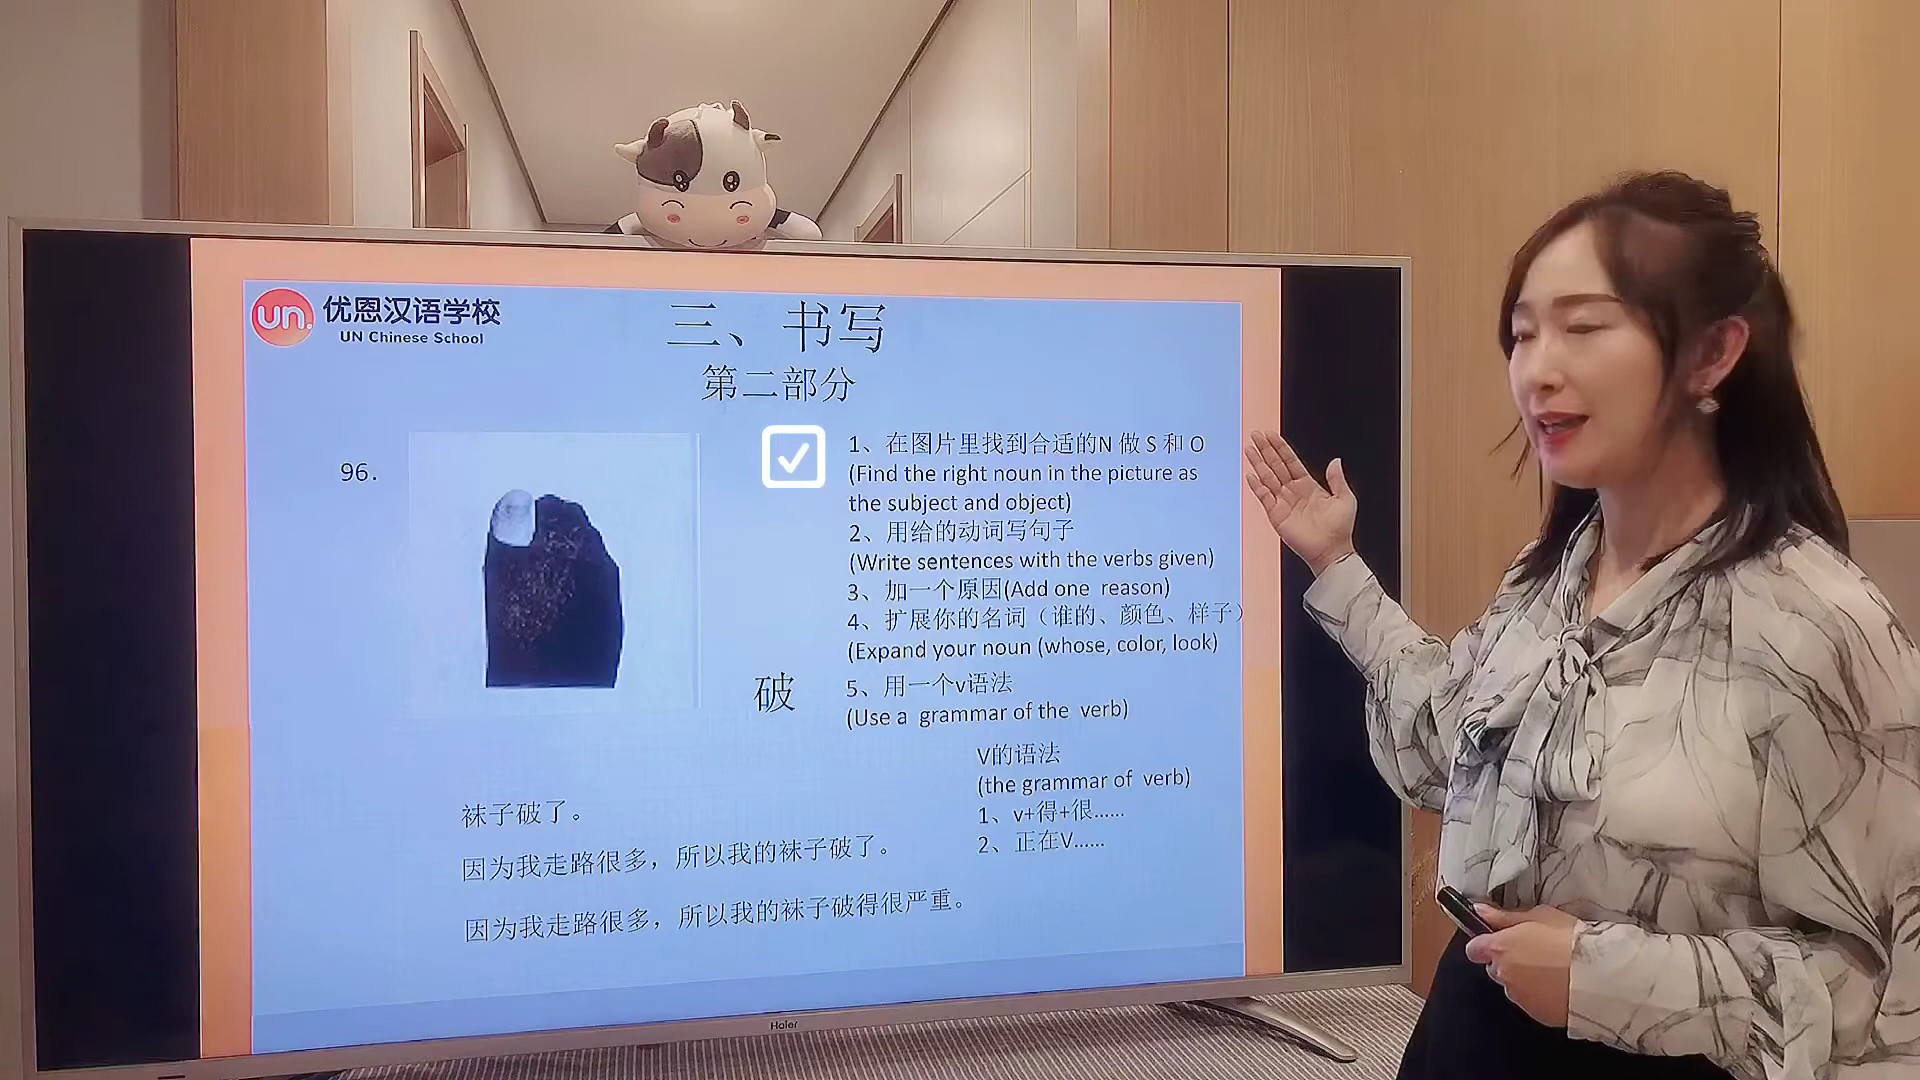 un.
优恩汉语学校
UN Chinese School
三、书写
第二部分
96.
1、在图片里找到合适的N 做 S 和 O
(Find the right noun in the picture as
the subject and object)
2、用给的动词写句子
(Write sentences with the verbs given)
3、加一个原因(Add one reason)
4、扩展你的名词（谁的、颜色、样子）
(Expand your noun (whose, color, look)
破
5、用一个v语法
(Use a grammar of the verb)
V的语法
(the grammar of verb)
1、v+得+很......
2、正在V......
袜子破了。
因为我走路很多，所以我的袜子破了。
因为我走路很多，所以我的袜子破得很严重。
Haier